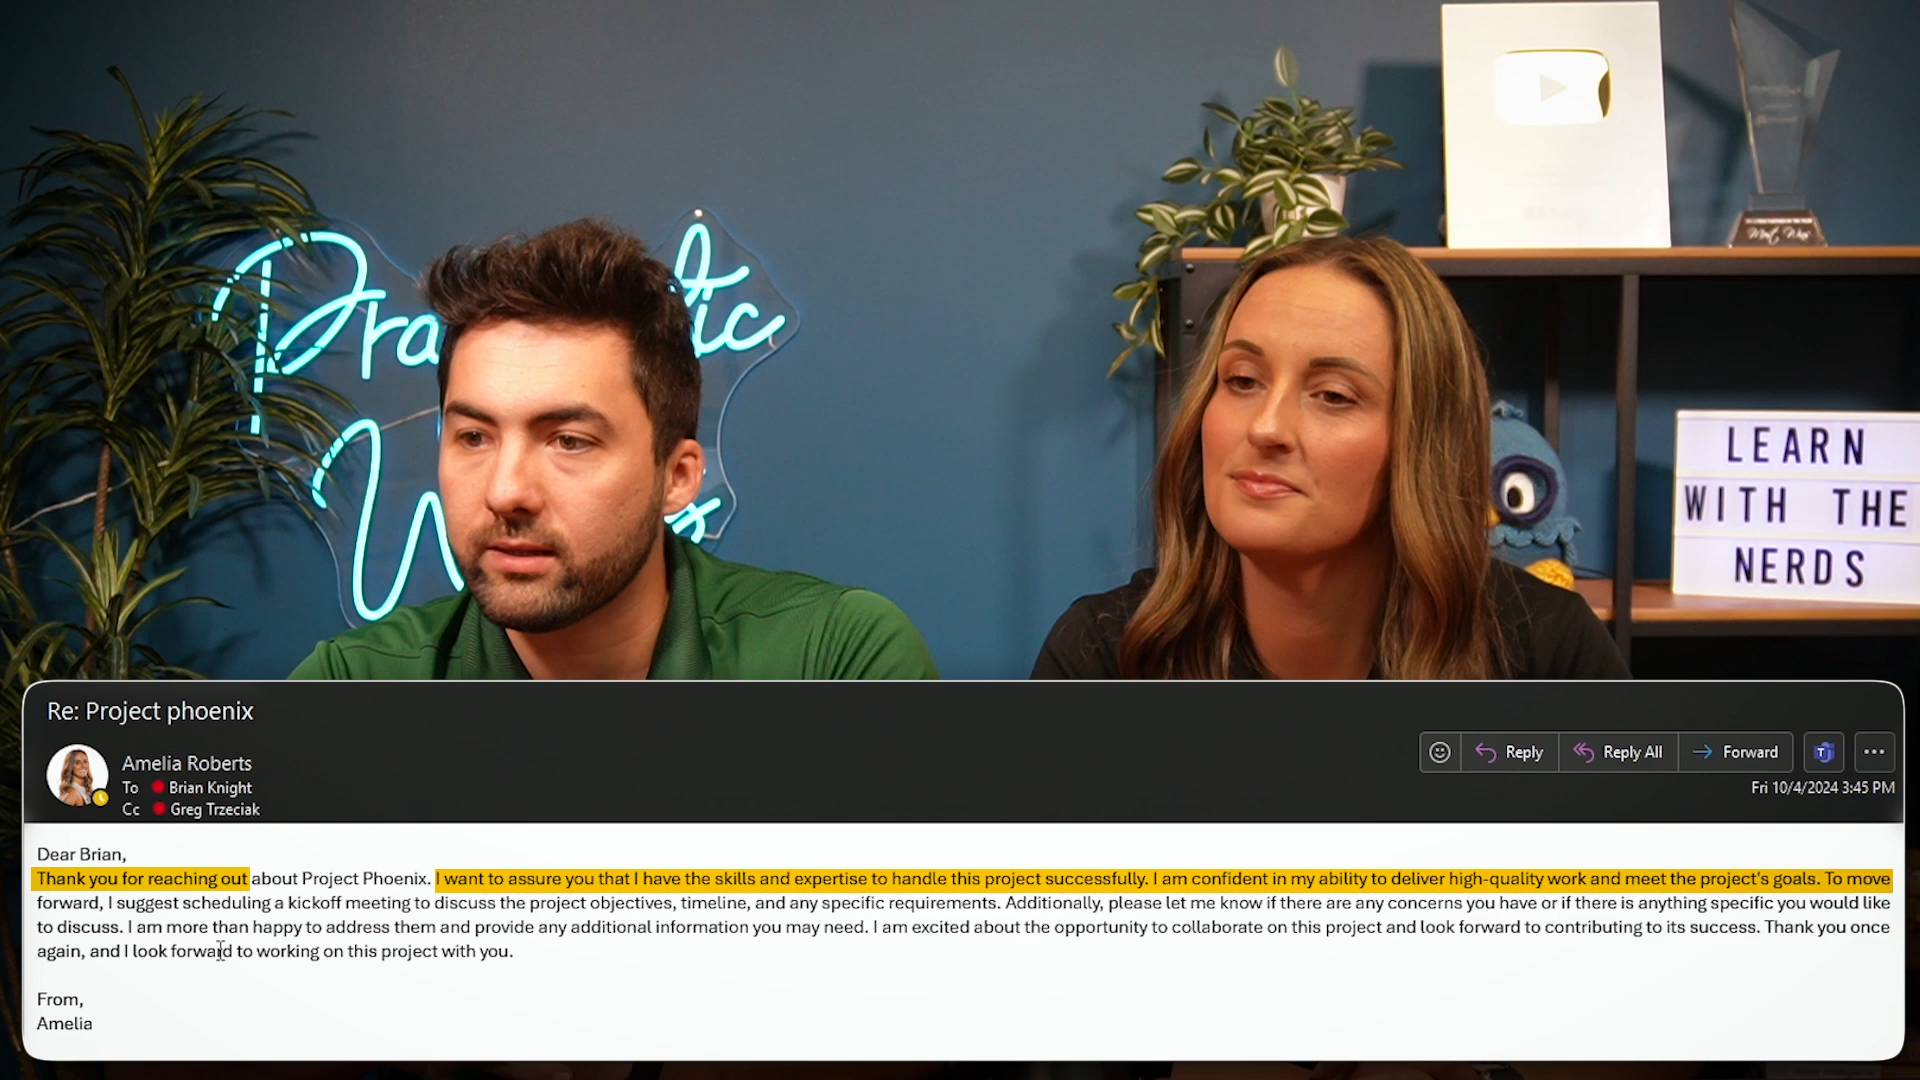 Pra ic
W x
Mat Wax
LEARN
WITH THE
NERDS
Re: Project phoenix
Amelia Roberts
To Brian Knight
Cc Greg Trzeciak
Reply
Reply All
Forward
Fri 10/4/2024 3:45 PM
Dear Brian,
Thank you for reaching out about Project Phoenix. I want to assure you that I have the skills and expertise to handle this project successfully. I am confident in my ability to deliver high-quality work and meet the project's goals. To move
forward, I suggest scheduling a kickoff meeting to discuss the project objectives, timeline, and any specific requirements. Additionally, please let me know if there are any concerns you have or if there is anything specific you would like
to discuss. I am more than happy to address them and provide any additional information you may need. I am excited about the opportunity to collaborate on this project and look forward to contributing to its success. Thank you once
again, and I look forward to working on this project with you.
From,
Amelia